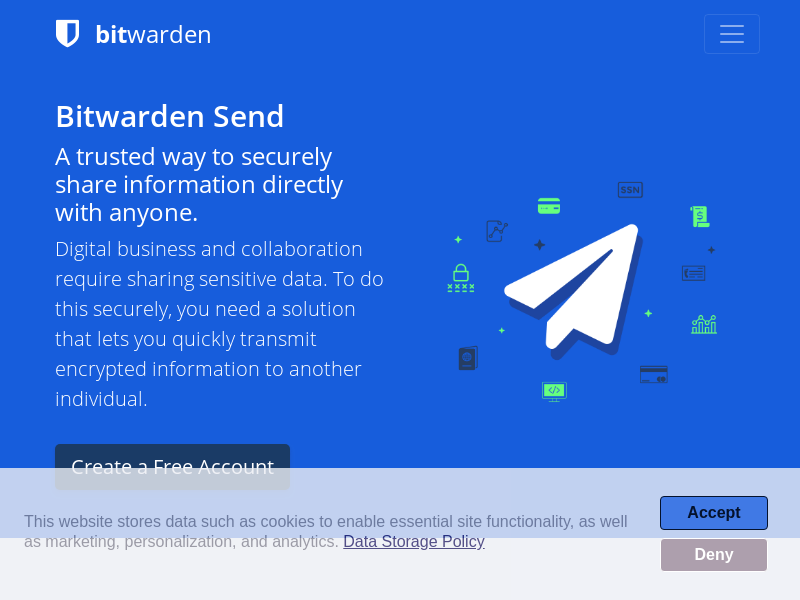 bitwarden
Bitwarden Send
A trusted way to securely
share information directly
with anyone.
Digital business and collaboration
require sharing sensitive data. To do
this securely, you need a solution
that lets you quickly transmit
encrypted information to another
individual.
SSN
$
</>
Create a Free Account
This website stores data such as cookies to enable essential site functionality, as well
as marketing, personalization, and analytics. Data Storage Policy
Accept
Deny